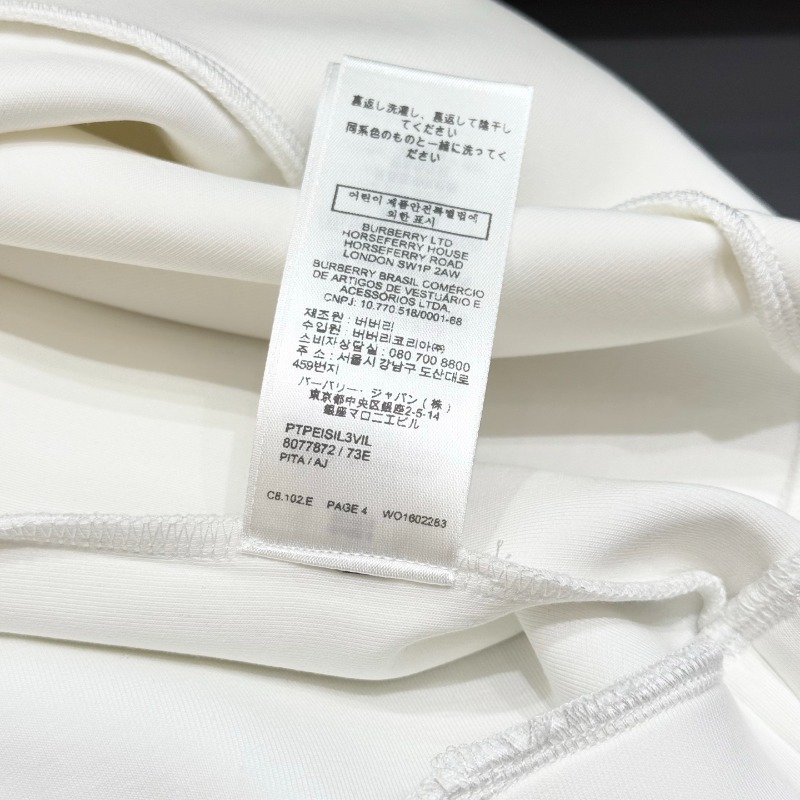 裏返し洗濯し、裏返して陰干し
てください
同系色のものと一緒に洗ってく
ださい
어린이 제품안전특별법에
의한 표시
BURBERRY LTD
HORSEFERRY HOUSE
HORSEFERRY ROAD
LONDON SW1P 2AW
BURBERRY BRASIL COMÉRCIO
DE ARTIGOS DE VESTUÁRIO E
ACESSÓRIOS LTDA.
CNPJ: 10.770.518/0001-68
제조원 : 버버리
수입원 : 버버리코리아㈜
소비자상담실 : 080 700 8800
주 소 : 서울시 강남구 도산대로
459번지
バーバリー・ジャパン（株）
東京都中央区銀座2-5-14
銀座マロニエビル
PTPEISIL3VIL
8077872 / 73E
PITA / AJ
C8.102.E PAGE 4 WO1602283